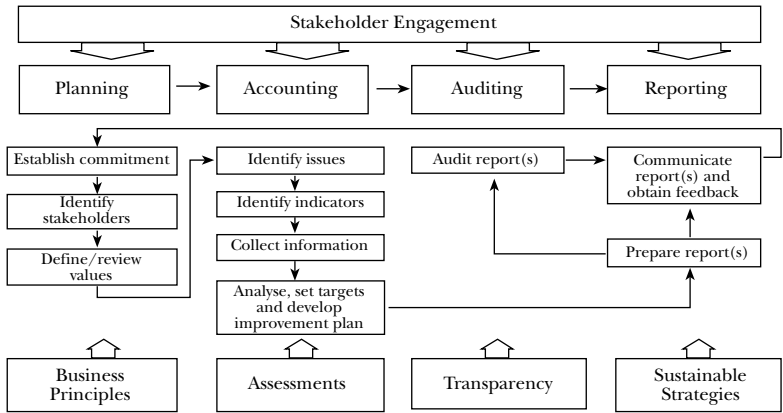 Stakeholder Engagement
Planning
Accounting
Auditing
Reporting
Establish commitment
Identify
stakeholders
Define/review
values
Identify issues
Identify indicators
Collect information
Analyse, set targets
and develop
improvement plan
Audit report(s)
Communicate
report(s) and
obtain feedback
Prepare report(s)
Business
Principles
Assessments
Transparency
Sustainable
Strategies